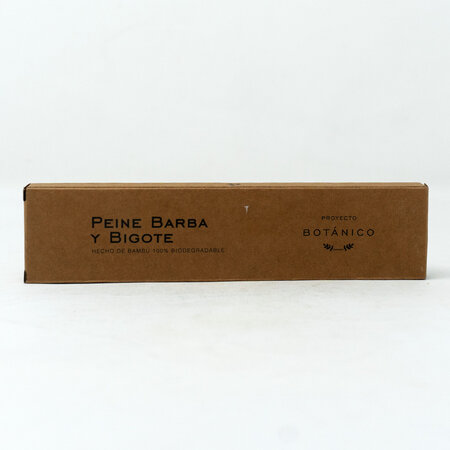 PEINE BARBA
Y BIGOTE
HECHO DE BAMBÚ 100% BIODEGRADABLE
PROYECTO
BOTÁNICO